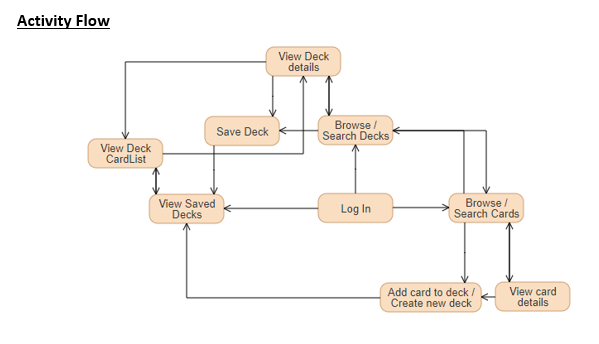 Activity Flow
View Deck
details
Save Deck
Browse /
Search Decks
View Deck
CardList
View Saved
Decks
Log In
Browse /
Search Cards
Add card to deck /
Create new deck
View card
details